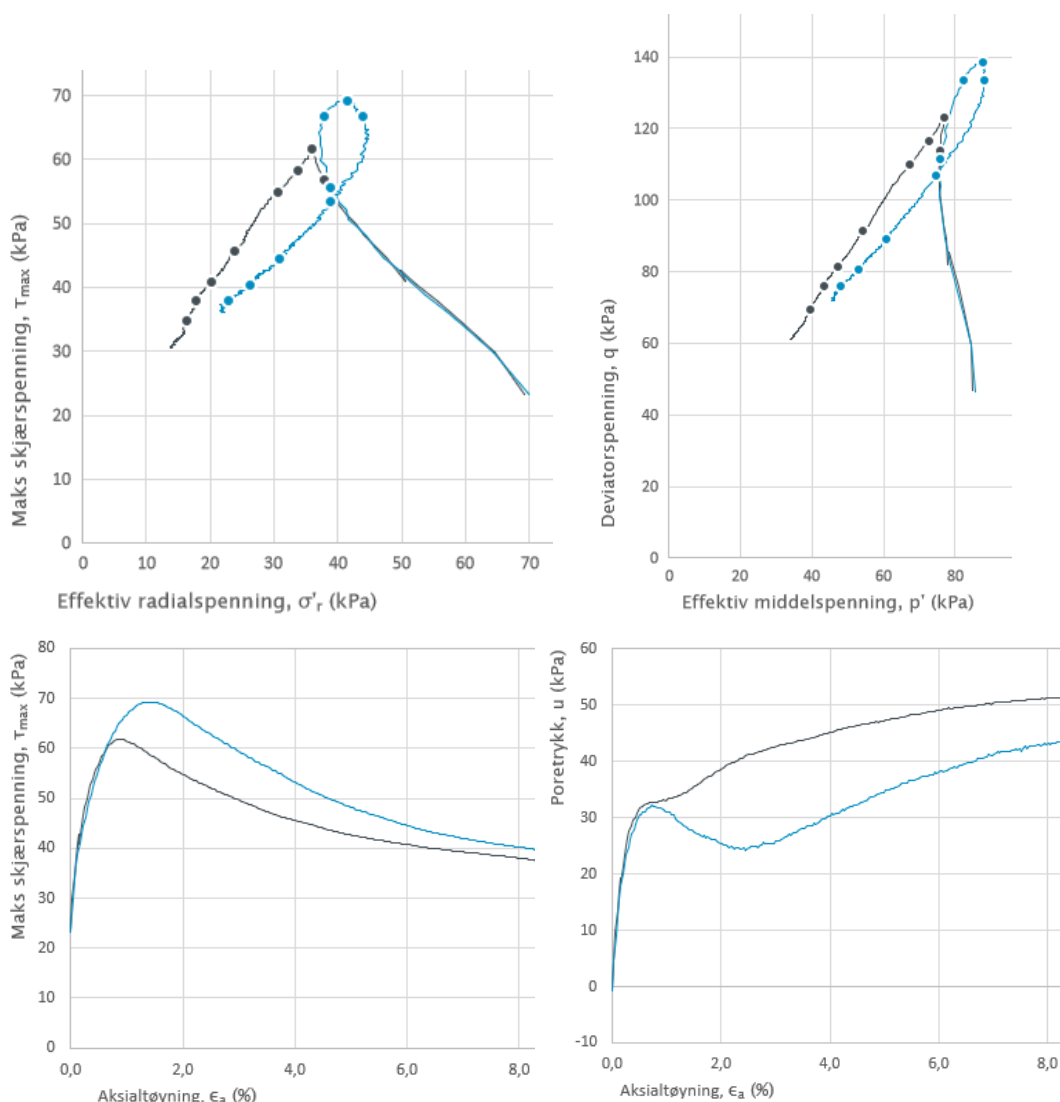 Maks skjærspenning, τmax (kPa)
70
60
50
40
30
20
10
0
0 10 20 30 40 50 60 70
Effektiv radialspenning, σ'r (kPa)
Deviatorspenning, q (kPa)
140
120
100
80
60
40
20
0
0 20 40 60 80
Effektiv middelspenning, p' (kPa)
Maks skjærspenning, τmax (kPa)
80
70
60
50
40
30
20
10
0
0,0 2,0 4,0 6,0 8,0
Aksialtøyning, ϵa (%)
Poretrykk, u (kPa)
60
50
40
30
20
10
0
-10
0,0 2,0 4,0 6,0 8,0
Aksialtøyning, ϵa (%)